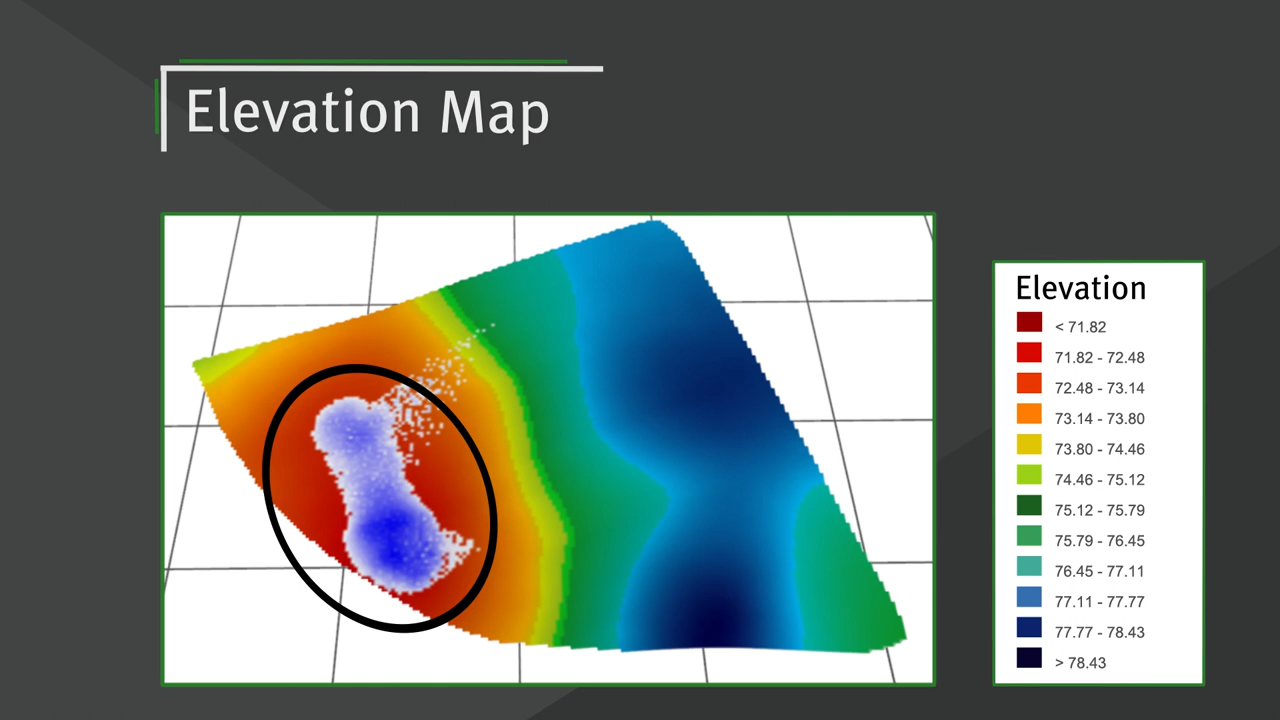 Elevation Map
Elevation
< 71.82
71.82 - 72.48
72.48 - 73.14
73.14 - 73.80
73.80 - 74.46
74.46 - 75.12
75.12 - 75.79
75.79 - 76.45
76.45 - 77.11
77.11 - 77.77
77.77 - 78.43
> 78.43